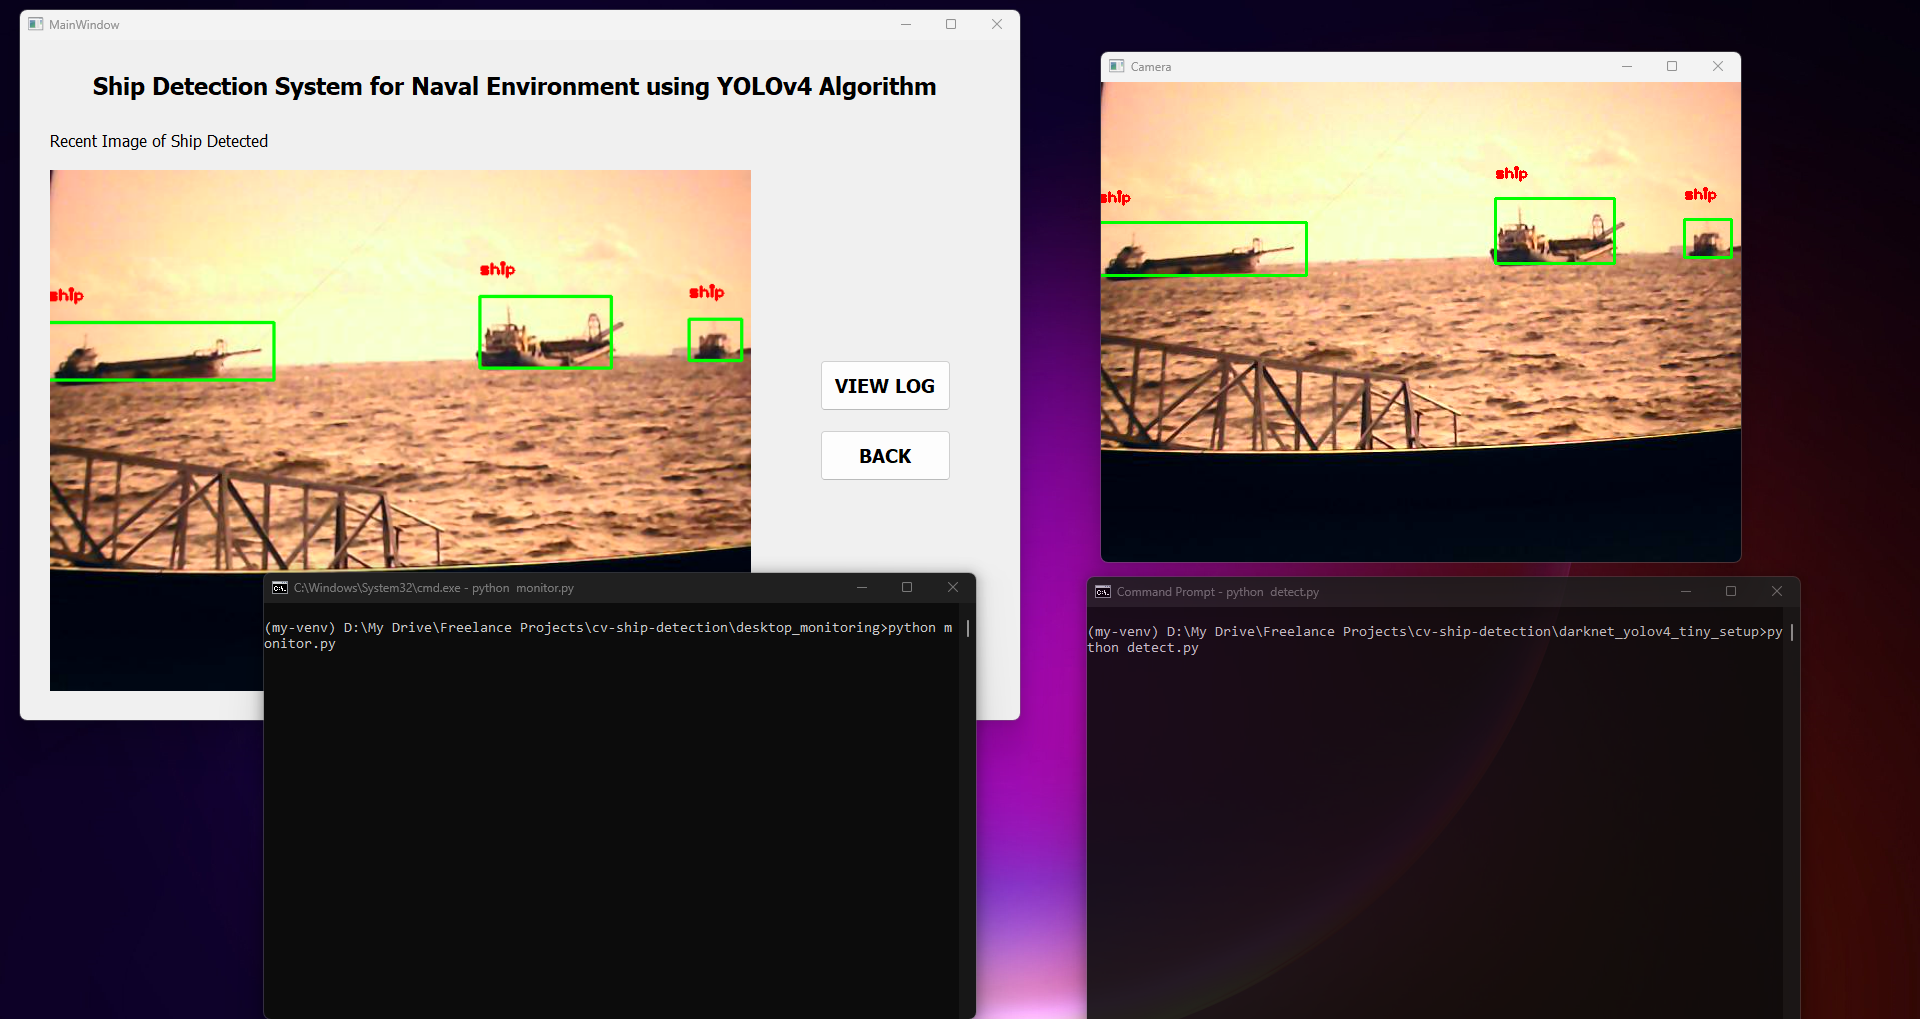 MainWindow
Ship Detection System for Naval Environment using YOLOv4 Algorithm
Recent Image of Ship Detected
ship
ship
ship
VIEW LOG
BACK
C:\Windows\System32\cmd.exe - python  monitor.py
(my-venv) D:\My Drive\Freelance Projects\cv-ship-detection\desktop_monitoring>python m
onitor.py
Camera
ship
ship
ship
Command Prompt - python  detect.py
(my-venv) D:\My Drive\Freelance Projects\cv-ship-detection\darknet_yolov4_tiny_setup>py
thon detect.py